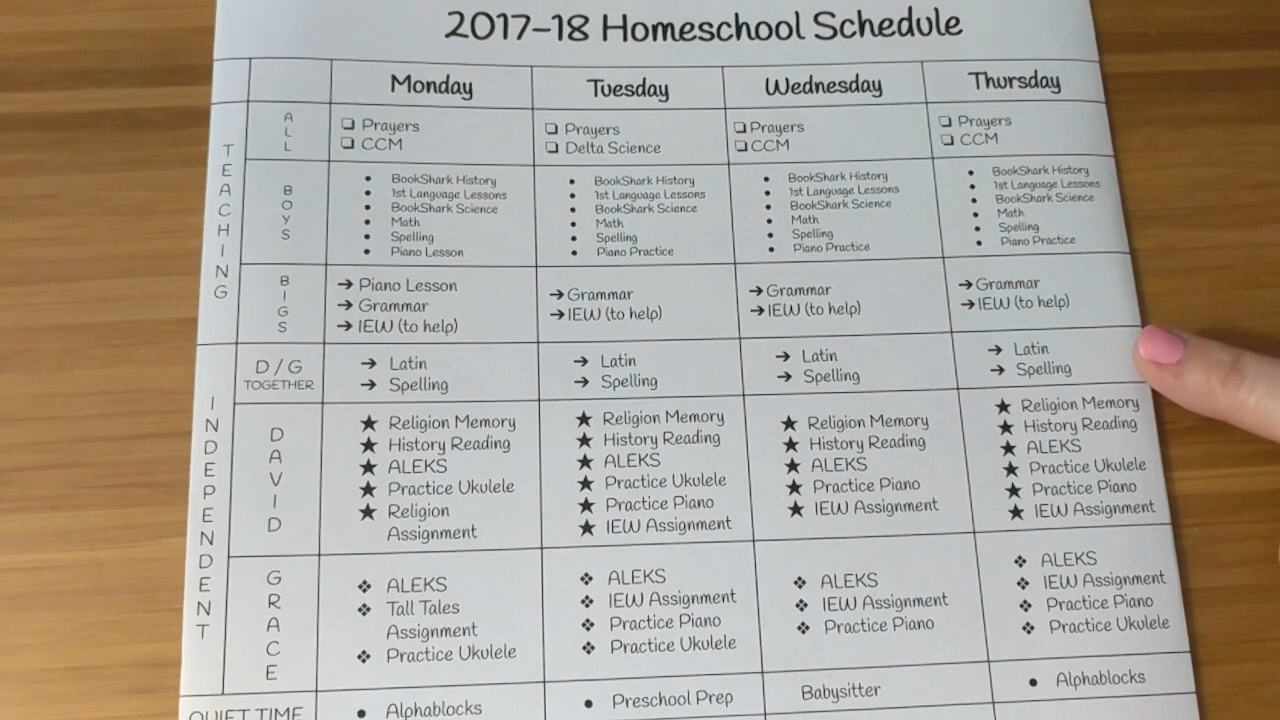 2017-18 Homeschool Schedule
Monday Tuesday Wednesday Thursday
TEACHING
ALL
❏ Prayers
❏ CCM
❏ Prayers
❏ Delta Science
❏ Prayers
❏ CCM
❏ Prayers
❏ CCM
BOYS
• BookShark History
• 1st Language Lessons
• BookShark Science
• Math
• Spelling
• Piano Lesson
• BookShark History
• 1st Language Lessons
• BookShark Science
• Math
• Spelling
• Piano Practice
• BookShark History
• 1st Language Lessons
• BookShark Science
• Math
• Spelling
• Piano Practice
• BookShark History
• 1st Language Lessons
• BookShark Science
• Math
• Spelling
• Piano Practice
BIGS
➔ Piano Lesson
➔ Grammar
➔ IEW (to help)
➔ Grammar
➔ IEW (to help)
➔ Grammar
➔ IEW (to help)
➔ Grammar
➔ IEW (to help)
INDEPENDENT
D / G
TOGETHER
➔ Latin
➔ Spelling
➔ Latin
➔ Spelling
➔ Latin
➔ Spelling
➔ Latin
➔ Spelling
DAVID
★ Religion Memory
★ History Reading
★ ALEKS
★ Practice Ukulele
★ Religion
Assignment
★ Religion Memory
★ History Reading
★ ALEKS
★ Practice Ukulele
★ Practice Piano
★ IEW Assignment
★ Religion Memory
★ History Reading
★ ALEKS
★ Practice Piano
★ IEW Assignment
★ Religion Memory
★ History Reading
★ ALEKS
★ Practice Ukulele
★ Practice Piano
★ IEW Assignment
GRACE
❖ ALEKS
❖ Tall Tales
Assignment
❖ Practice Ukulele
❖ ALEKS
❖ IEW Assignment
❖ Practice Piano
❖ Practice Ukulele
❖ ALEKS
❖ IEW Assignment
❖ Practice Piano
❖ ALEKS
❖ IEW Assignment
❖ Practice Piano
❖ Practice Ukulele
QUIET TIME
• Alphablocks
• Preschool Prep
Babysitter
• Alphablocks